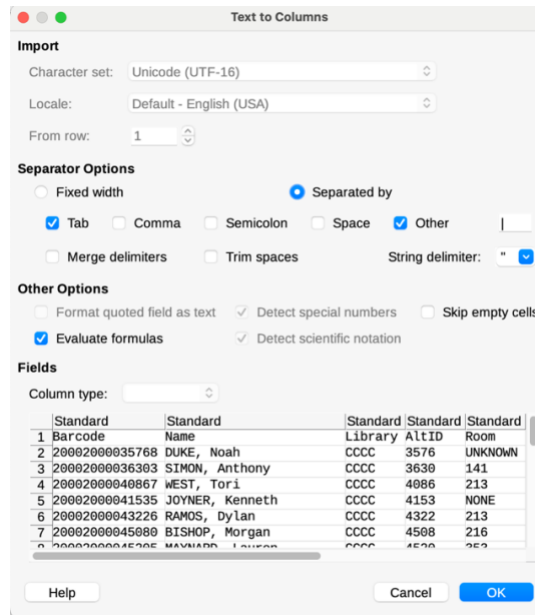 Text to Columns
Import
Character set: Unicode (UTF-16)
Locale: Default - English (USA)
From row: 1
Separator Options
Fixed width Separated by
Tab Comma Semicolon Space Other |
Merge delimiters Trim spaces String delimiter: "
Other Options
Format quoted field as text Detect special numbers Skip empty cells
Evaluate formulas Detect scientific notation
Fields
Column type:
Standard Standard Standard Standard Standard
1 Barcode Name Library AltID Room
2 20002000035768 DUKE, Noah CCCC 3576 UNKNOWN
3 20002000036303 SIMON, Anthony CCCC 3630 141
4 20002000040867 WEST, Tori CCCC 4086 213
5 20002000041535 JOYNER, Kenneth CCCC 4153 NONE
6 20002000043226 RAMOS, Dylan CCCC 4322 213
7 20002000045080 BISHOP, Morgan CCCC 4508 216
Help Cancel OK